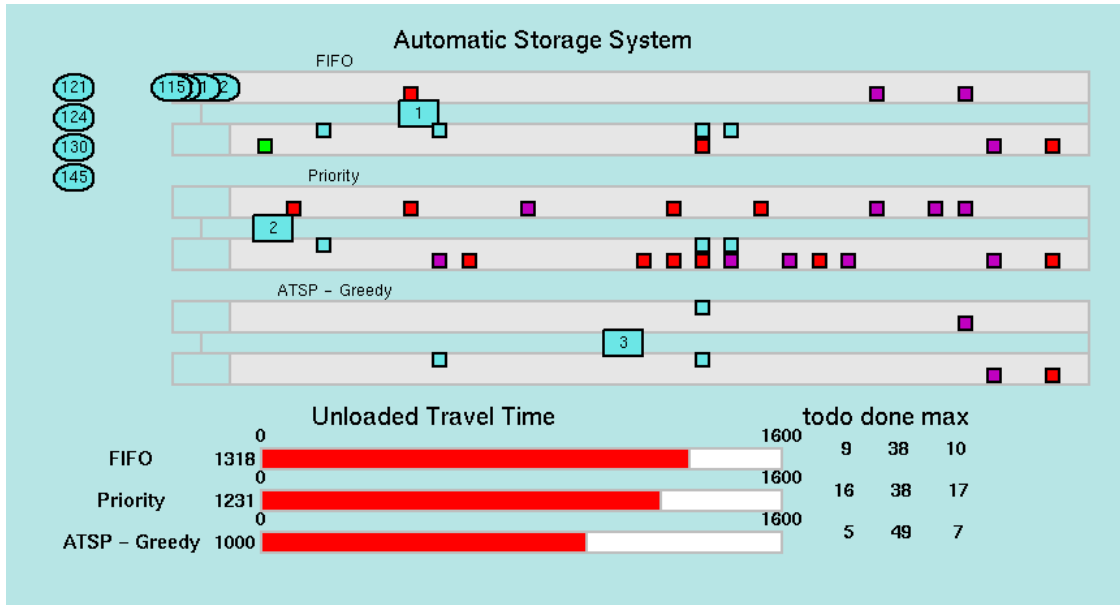 Automatic Storage System
FIFO
121
115 1 2
124
1
130
145
Priority
2
ATSP - Greedy
3
Unloaded Travel Time
todo done max
0 1600
FIFO 1318 9 38 10
0 1600
Priority 1231 16 38 17
0 1600
ATSP - Greedy 1000 5 49 7